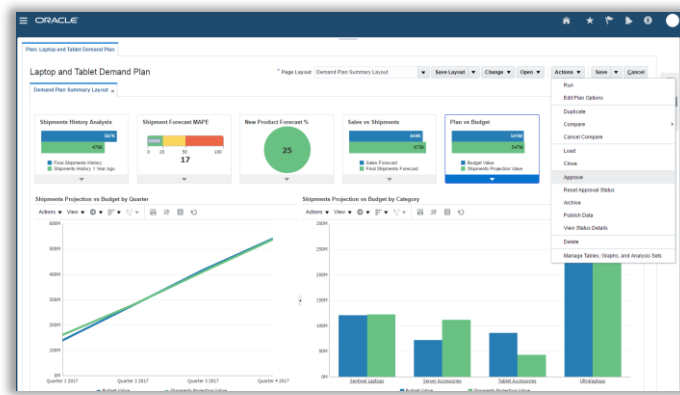 ORACLE
Plan: Laptop and Tablet Demand Plan
Laptop and Tablet Demand Plan
* Page Layout Demand Plan Summary Layout
Save Layout Change Open Actions Save Cancel
Demand Plan Summary Layout
Run
Edit Plan Options
Duplicate
Compare
Cancel Compare
Load
Close
Approve
Reset Approval Status
Archive
Publish Data
View Status Details
Delete
Manage Tables, Graphs, and Analysis Sets
Shipments History Analysis
Final Shipments History
Shipments History 1 Year Ago
Shipment Forecast MAPE
0 20 50 100
17
New Product Forecast %
25
Sales vs Shipments
Sales Forecast
Final Shipments Forecast
Plan vs Budget
Budget Value
Shipments Projection Value
Shipments Projection vs Budget by Quarter
Actions View
600M
500M
400M
300M
200M
100M
0M
Quarter 1 2017 Quarter 2 2017 Quarter 3 2017 Quarter 4 2017
Shipments Projection vs Budget by Category
Actions View
300M
250M
200M
150M
100M
50M
0M
Sentinel Laptops Server Accessories Tablet Accessories Ultralaptops